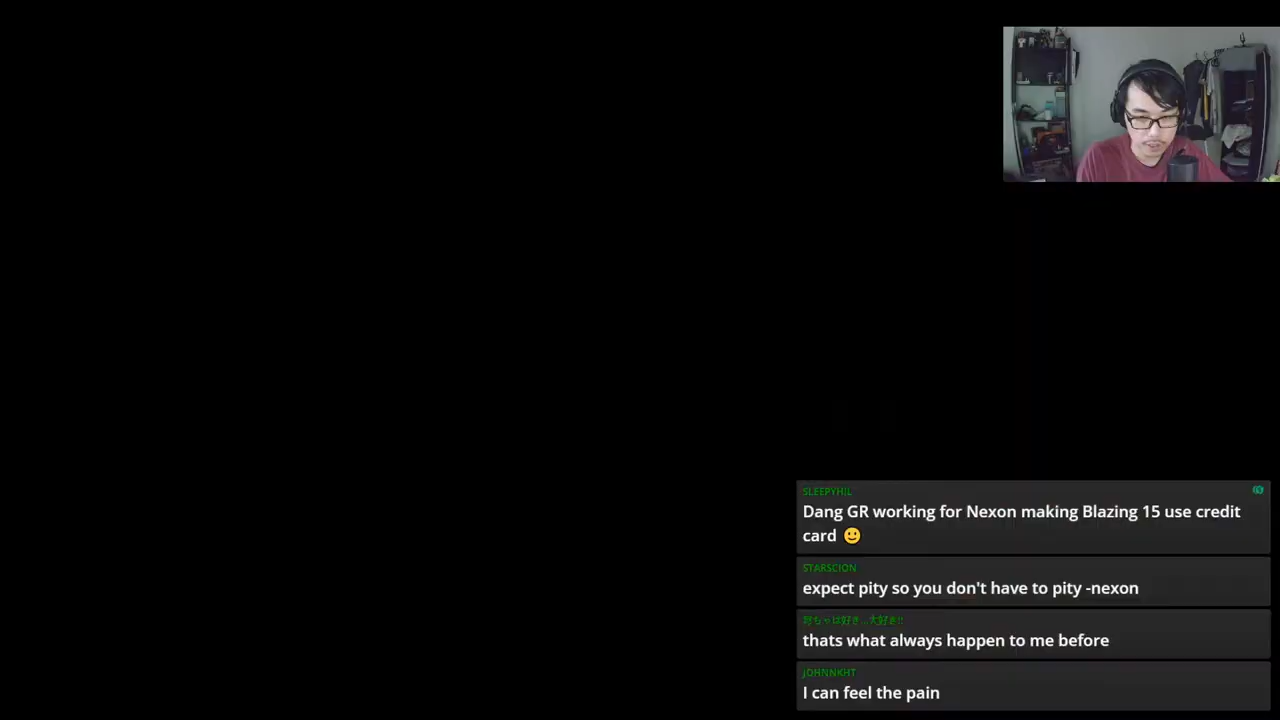 SLEEPYHIL
Dang GR working for Nexon making Blazing 15 use credit
card 🙂
STARSCION
expect pity so you don't have to pity -nexon
thats what always happen to me before
JOHNNKHT
I can feel the pain